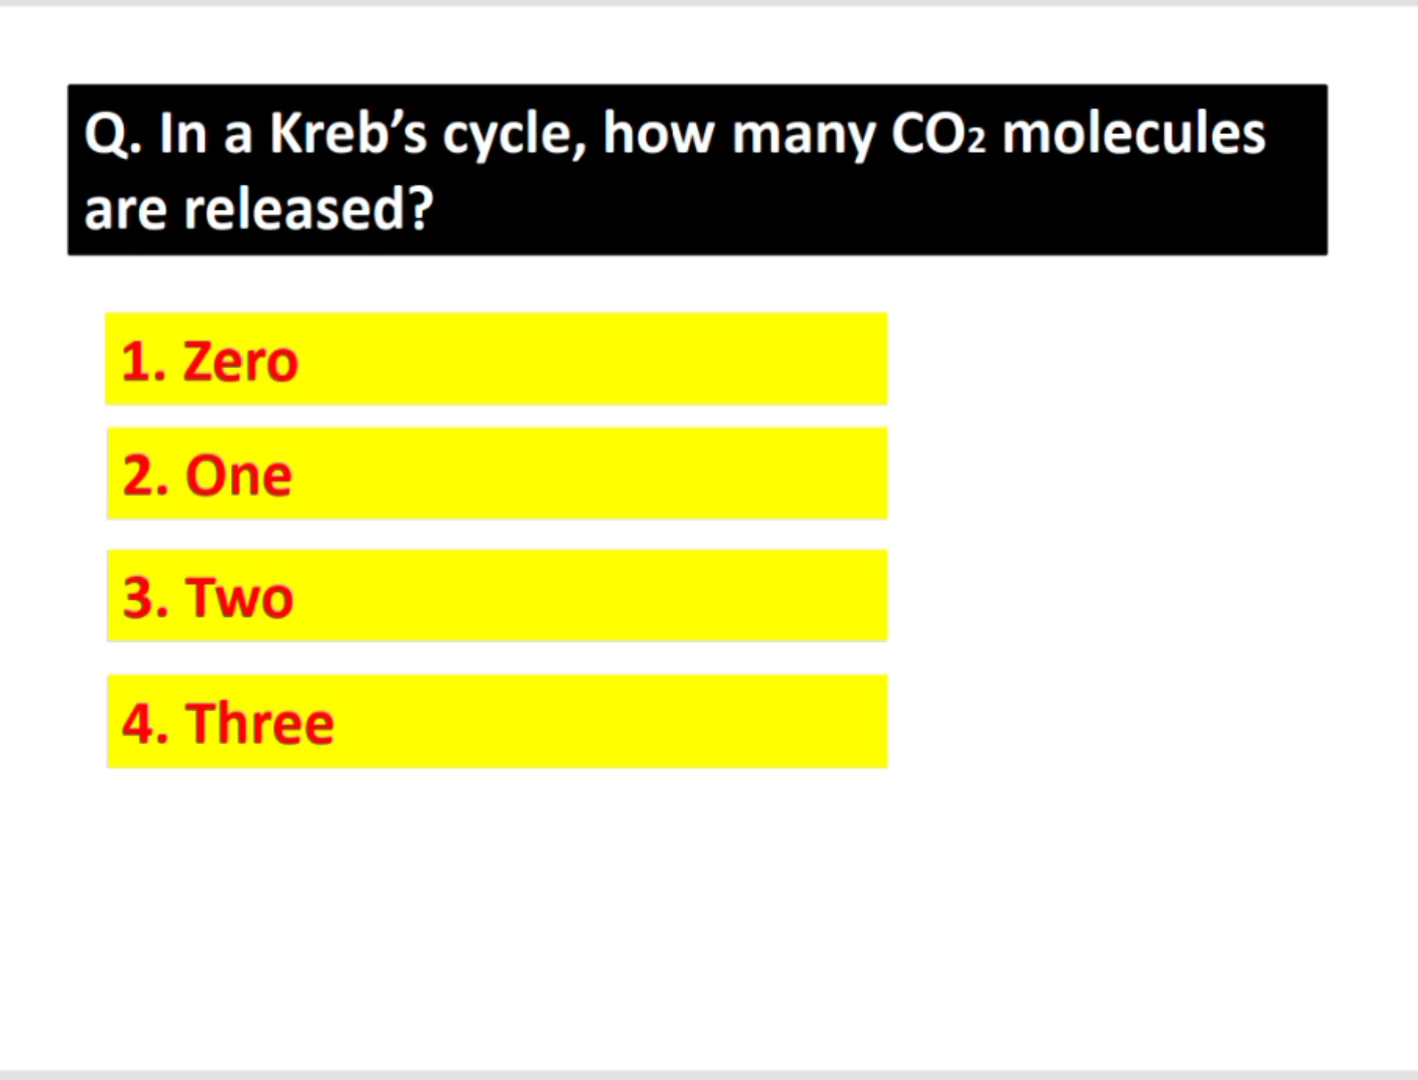 Q. In a Kreb’s cycle, how many CO₂ molecules
are released?
1. Zero
2. One
3. Two
4. Three